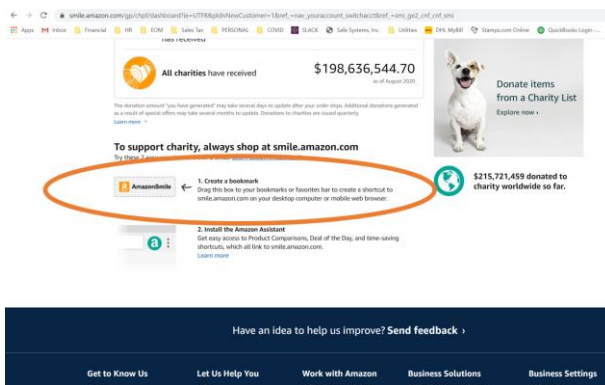 smile.amazon.com/gp/chpf/dashboard?ie=UTF8&pldnNewCustomer=1&ref_=nav_youraccount_switchacct&ref_=smi_ge2_cnf_cnf_smi
Apps Inbox Financial HR EOM Sales Tax PERSONAL COVID SLACK Safe Systems, Inc. Utilities DHL MyBill Stamps.com Online QuickBooks Login -...
has received
All charities have received $198,636,544.70
as of August 2020
The donation amount "you have generated" may take several days to update after your order ships. Additional donations generated
as a result of special offers may take several months to update. Donations to charities are issued quarterly.
Learn more
To support charity, always shop at smile.amazon.com
Try these 2
AmazonSmile
1. Create a bookmark
Drag this box to your bookmarks or favorites bar to create a shortcut to
smile.amazon.com on your desktop computer or mobile web browser.
2. Install the Amazon Assistant
Get easy access to Product Comparisons, Deal of the Day, and time-saving
shortcuts, which all link to smile.amazon.com.
Learn more
Donate items
from a Charity List
Explore now ›
$215,721,459 donated to
charity worldwide so far.
Have an idea to help us improve? Send feedback ›
Get to Know Us Let Us Help You Work with Amazon Business Solutions Business Settings